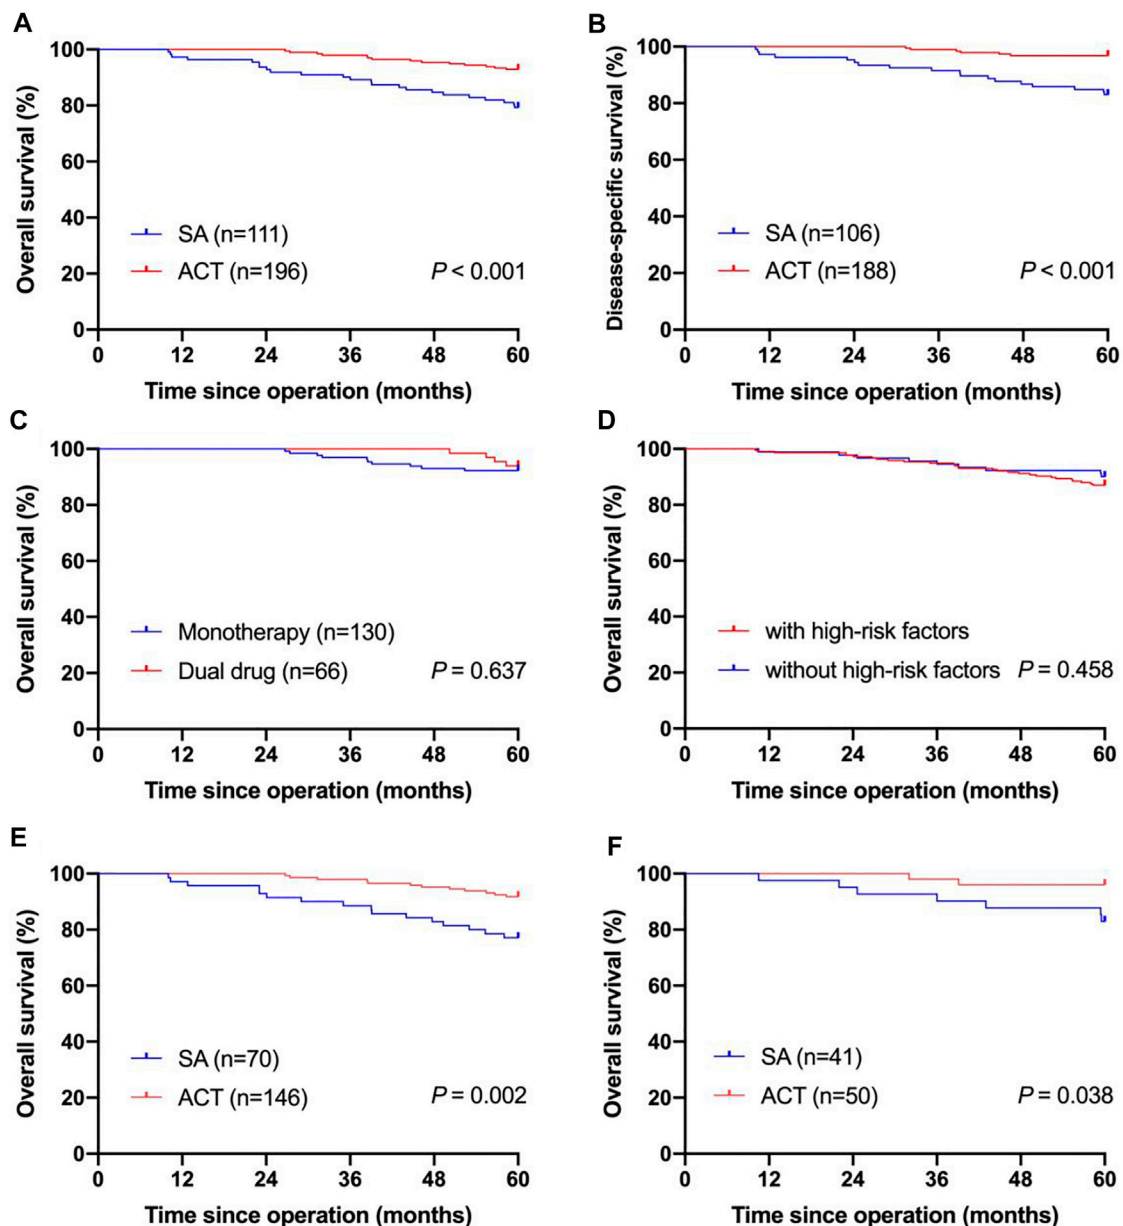 A
Overall survival (%)
100
80
60
40
20
0
SA (n=111)
ACT (n=196)
P < 0.001
0 12 24 36 48 60
Time since operation (months)
B
Disease-specific survival (%)
100
80
60
40
20
0
SA (n=106)
ACT (n=188)
P < 0.001
0 12 24 36 48 60
Time since operation (months)
C
Overall survival (%)
100
80
60
40
20
0
Monotherapy (n=130)
Dual drug (n=66)
P = 0.637
0 12 24 36 48 60
Time since operation (months)
D
Overall survival (%)
100
80
60
40
20
0
with high-risk factors
without high-risk factors
P = 0.458
0 12 24 36 48 60
Time since operation (months)
E
Overall survival (%)
100
80
60
40
20
0
SA (n=70)
ACT (n=146)
P = 0.002
0 12 24 36 48 60
Time since operation (months)
F
Overall survival (%)
100
80
60
40
20
0
SA (n=41)
ACT (n=50)
P = 0.038
0 12 24 36 48 60
Time since operation (months)